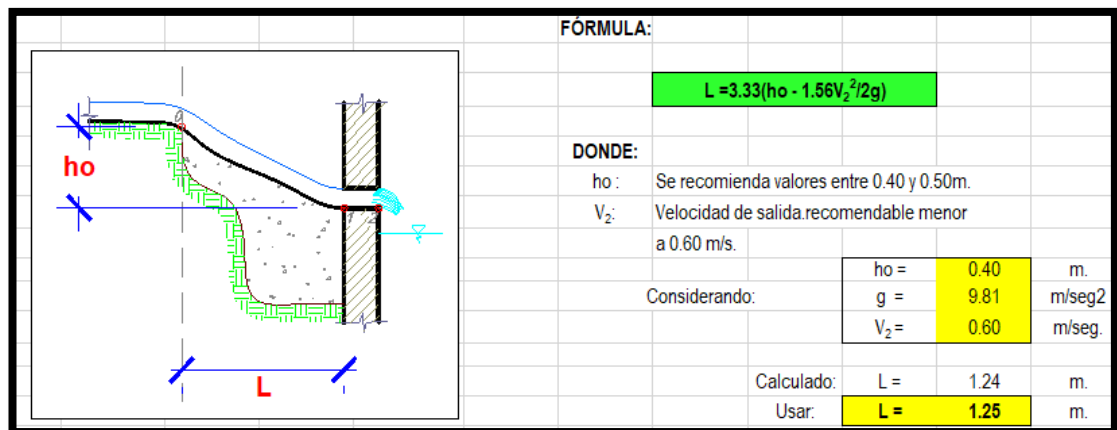 FÓRMULA:
L =3.33(ho - 1.56V₂²/2g)
DONDE:
ho : Se recomienda valores entre 0.40 y 0.50m.
V₂: Velocidad de salida.recomendable menor
a 0.60 m/s.
ho = 0.40 m.
Considerando: g = 9.81 m/seg2
V₂ = 0.60 m/seg.
Calculado: L = 1.24 m.
Usar: L = 1.25 m.
ho
L